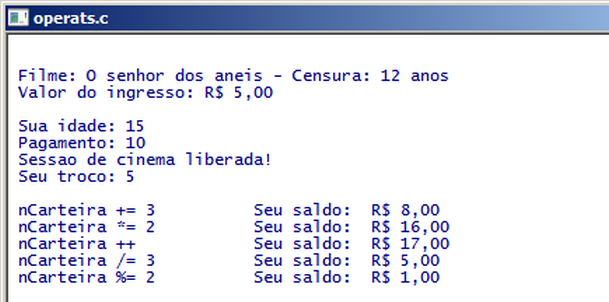 operats.c
Filme: O senhor dos aneis - Censura: 12 anos
Valor do ingresso: R$ 5,00
Sua idade: 15
Pagamento: 10
Sessao de cinema liberada!
Seu troco: 5
nCarteira += 3 Seu saldo: R$ 8,00
nCarteira *= 2 Seu saldo: R$ 16,00
nCarteira ++ Seu saldo: R$ 17,00
nCarteira /= 3 Seu saldo: R$ 5,00
nCarteira %= 2 Seu saldo: R$ 1,00